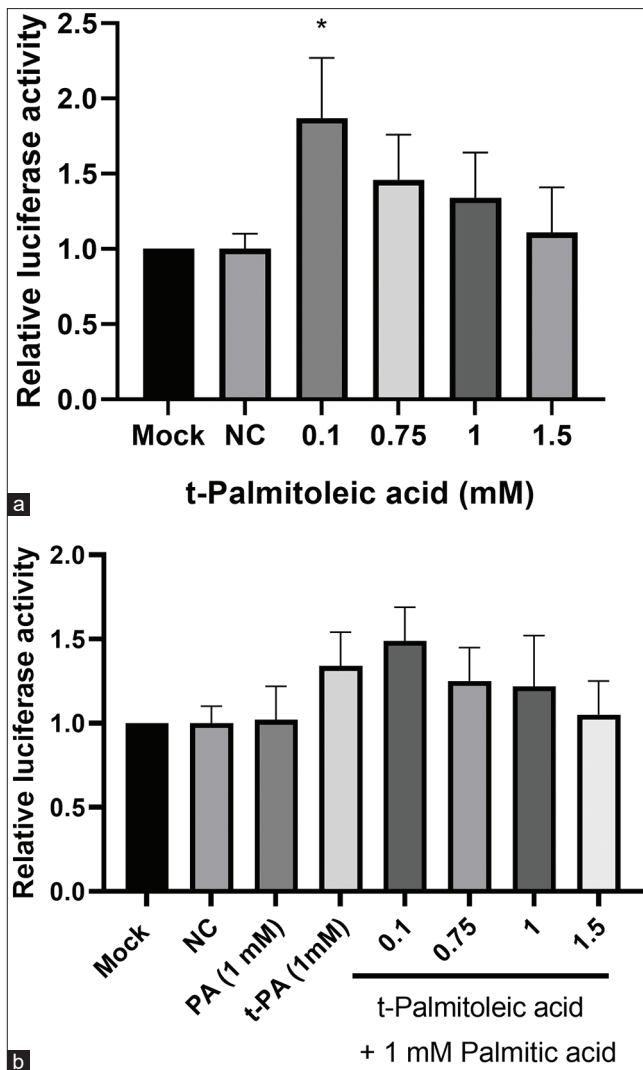 Relative luciferase activity
2.5
2.0
1.5
1.0
0.5
0.0
*
Mock NC 0.1 0.75 1 1.5
t-Palmitoleic acid (mM)
a
Relative luciferase activity
2.0
1.5
1.0
0.5
0.0
Mock NC PA (1 mM) t-PA (1mM) 0.1 0.75 1 1.5
t-Palmitoleic acid
+ 1 mM Palmitic acid
b